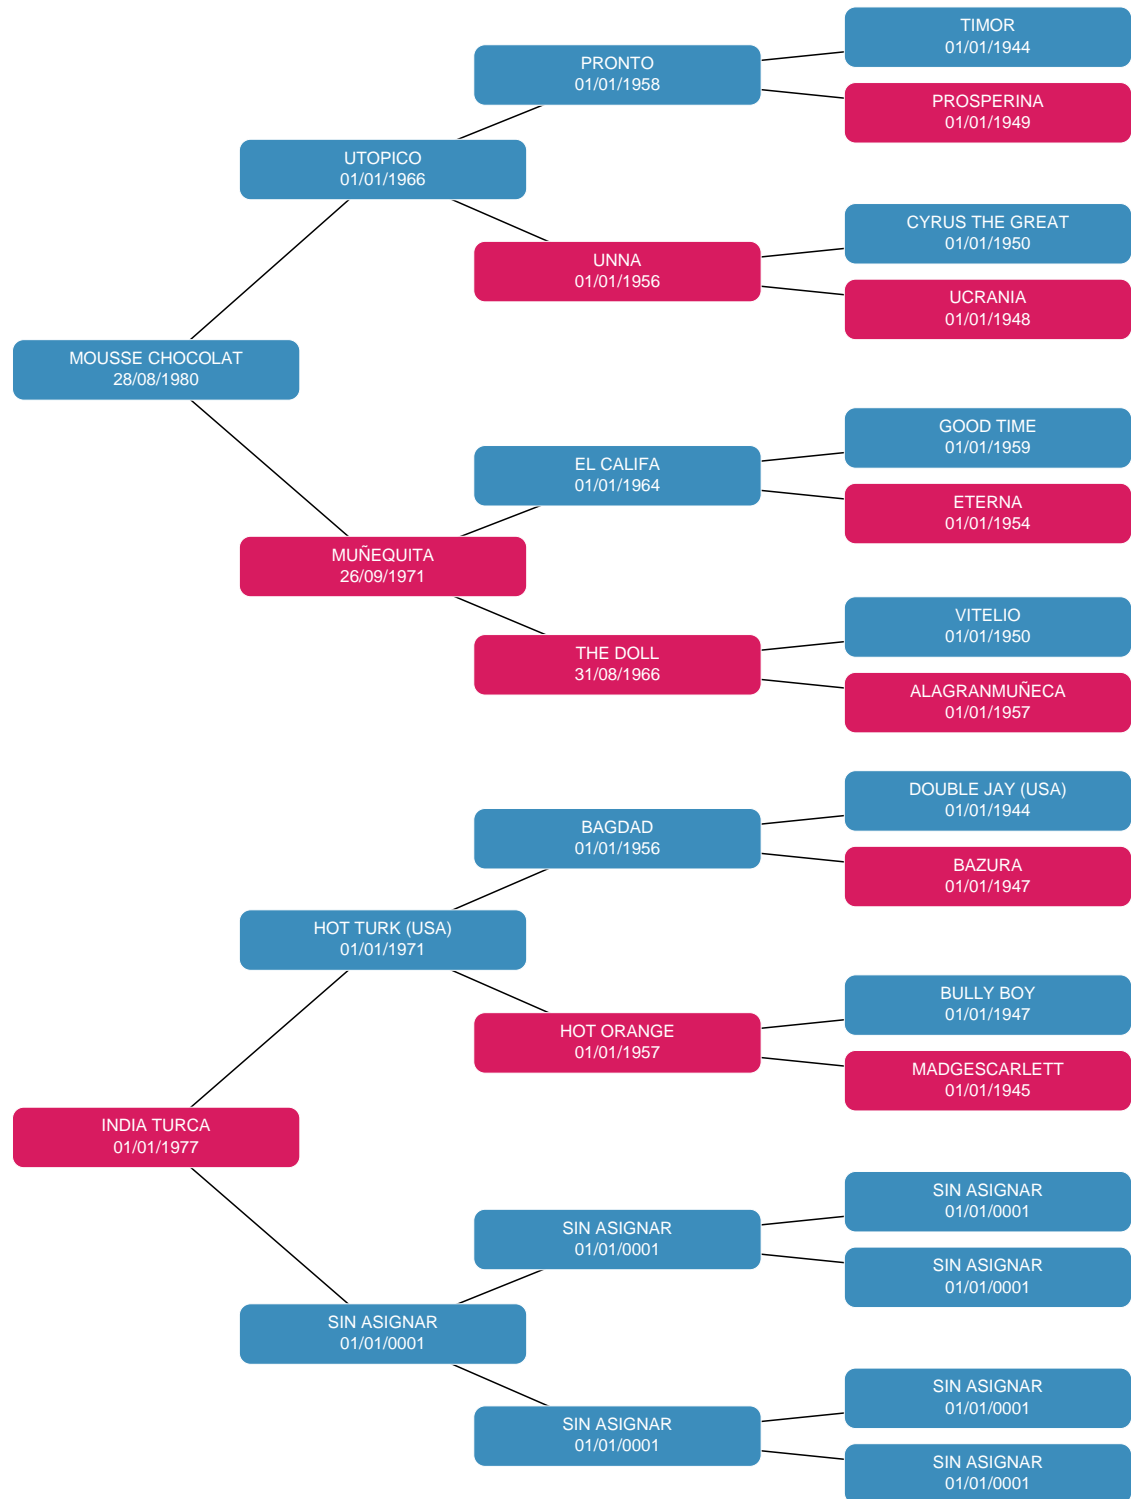 TIMOR
01/01/1944
PRONTO
01/01/1958
PROSPERINA
01/01/1949
UTOPICO
01/01/1966
CYRUS THE GREAT
01/01/1950
UNNA
01/01/1956
UCRANIA
01/01/1948
MOUSSE CHOCOLAT
28/08/1980
GOOD TIME
01/01/1959
EL CALIFA
01/01/1964
ETERNA
01/01/1954
MUÑEQUITA
26/09/1971
VITELIO
01/01/1950
THE DOLL
31/08/1966
ALAGRANMUÑECA
01/01/1957
DOUBLE JAY (USA)
01/01/1944
BAGDAD
01/01/1956
BAZURA
01/01/1947
HOT TURK (USA)
01/01/1971
BULLY BOY
01/01/1947
HOT ORANGE
01/01/1957
MADGESCARLETT
01/01/1945
INDIA TURCA
01/01/1977
SIN ASIGNAR
01/01/0001
SIN ASIGNAR
01/01/0001
SIN ASIGNAR
01/01/0001
SIN ASIGNAR
01/01/0001
SIN ASIGNAR
01/01/0001
SIN ASIGNAR
01/01/0001
SIN ASIGNAR
01/01/0001